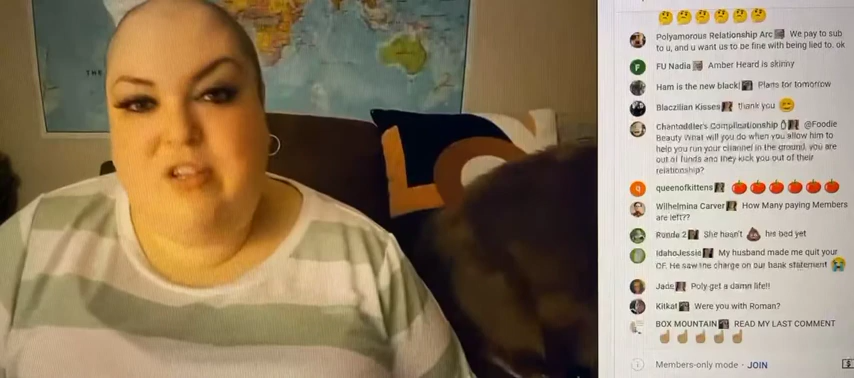 THE
LO
🤔🤔🤔🤔🤔🤔
Polyamorous Relationship Arc We pay to sub
to u, and u want us to be fine with being lied to. ok
F
FU Nadia Amber Heard is skinny
Ham is the new black! Plans for tomorrow
Blaczilian Kisses thank you 😊
Chantoddler's Complication @Foodie
Beauty What will you do when you allow him to
help you run your channel in the ground, you are
out of funds and they kick you out of their
relationship?
q
queenofkittens 🍅🍅🍅🍅🍅🍅
Wilhelmina Carver How Many paying Members
are left??
She hasn't 💩 his bed yet
IdahoJessie My husband made me quit your
OF. He saw the charge on our bank statement 😭
Jade Poly get a damn life!!
Kitkat Were you with Roman?
BOX MOUNTAIN READ MY LAST COMMENT
☝☝☝☝☝
Members-only mode · JOIN
$